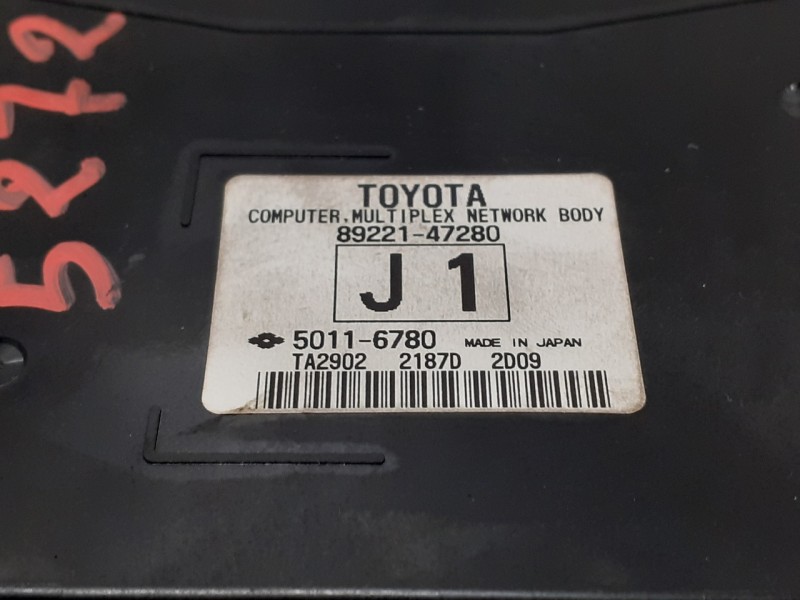 5272
TOYOTA
COMPUTER, MULTIPLEX NETWORK BODY
89221-47280
J 1
5011-6780 MADE IN JAPAN
TA2902 2187D 2D09